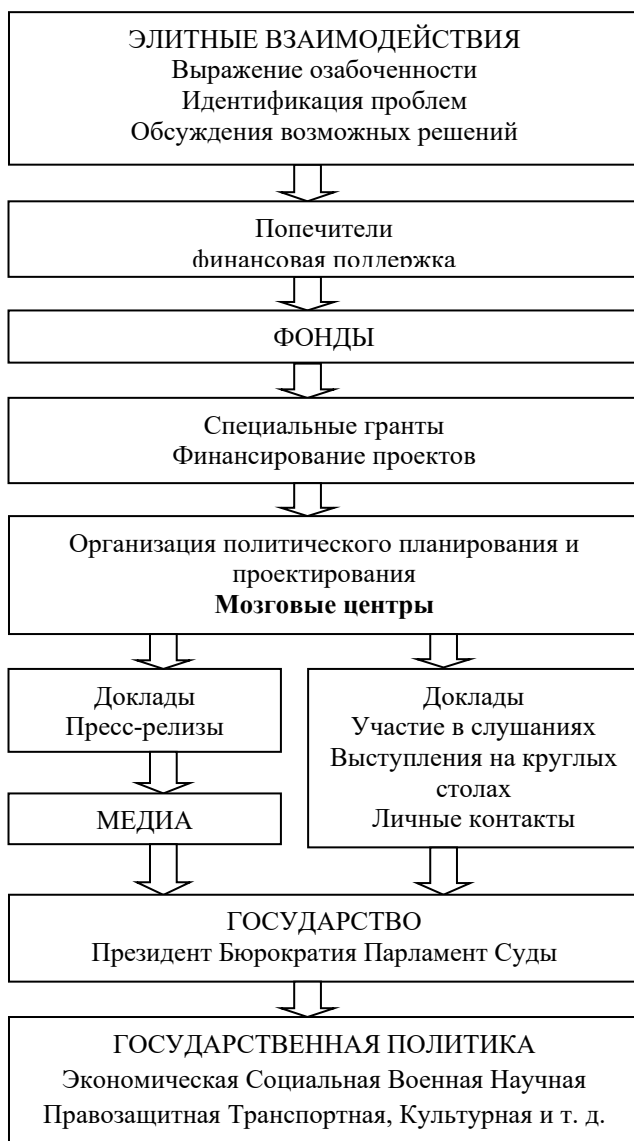 ЭЛИТНЫЕ ВЗАИМОДЕЙСТВИЯ
Выражение озабоченности
Идентификация проблем
Обсуждения возможных решений
Попечители
финансовая поддержка
ФОНДЫ
Специальные гранты
Финансирование проектов
Организация политического планирования и
проектирования
Мозговые центры
Доклады
Пресс-релизы
МЕДИА
Доклады
Участие в слушаниях
Выступления на круглых
столах
Личные контакты
ГОСУДАРСТВО
Президент Бюрократия Парламент Суды
ГОСУДАРСТВЕННАЯ ПОЛИТИКА
Экономическая Социальная Военная Научная
Правозащитная Транспортная, Культурная и т. д.